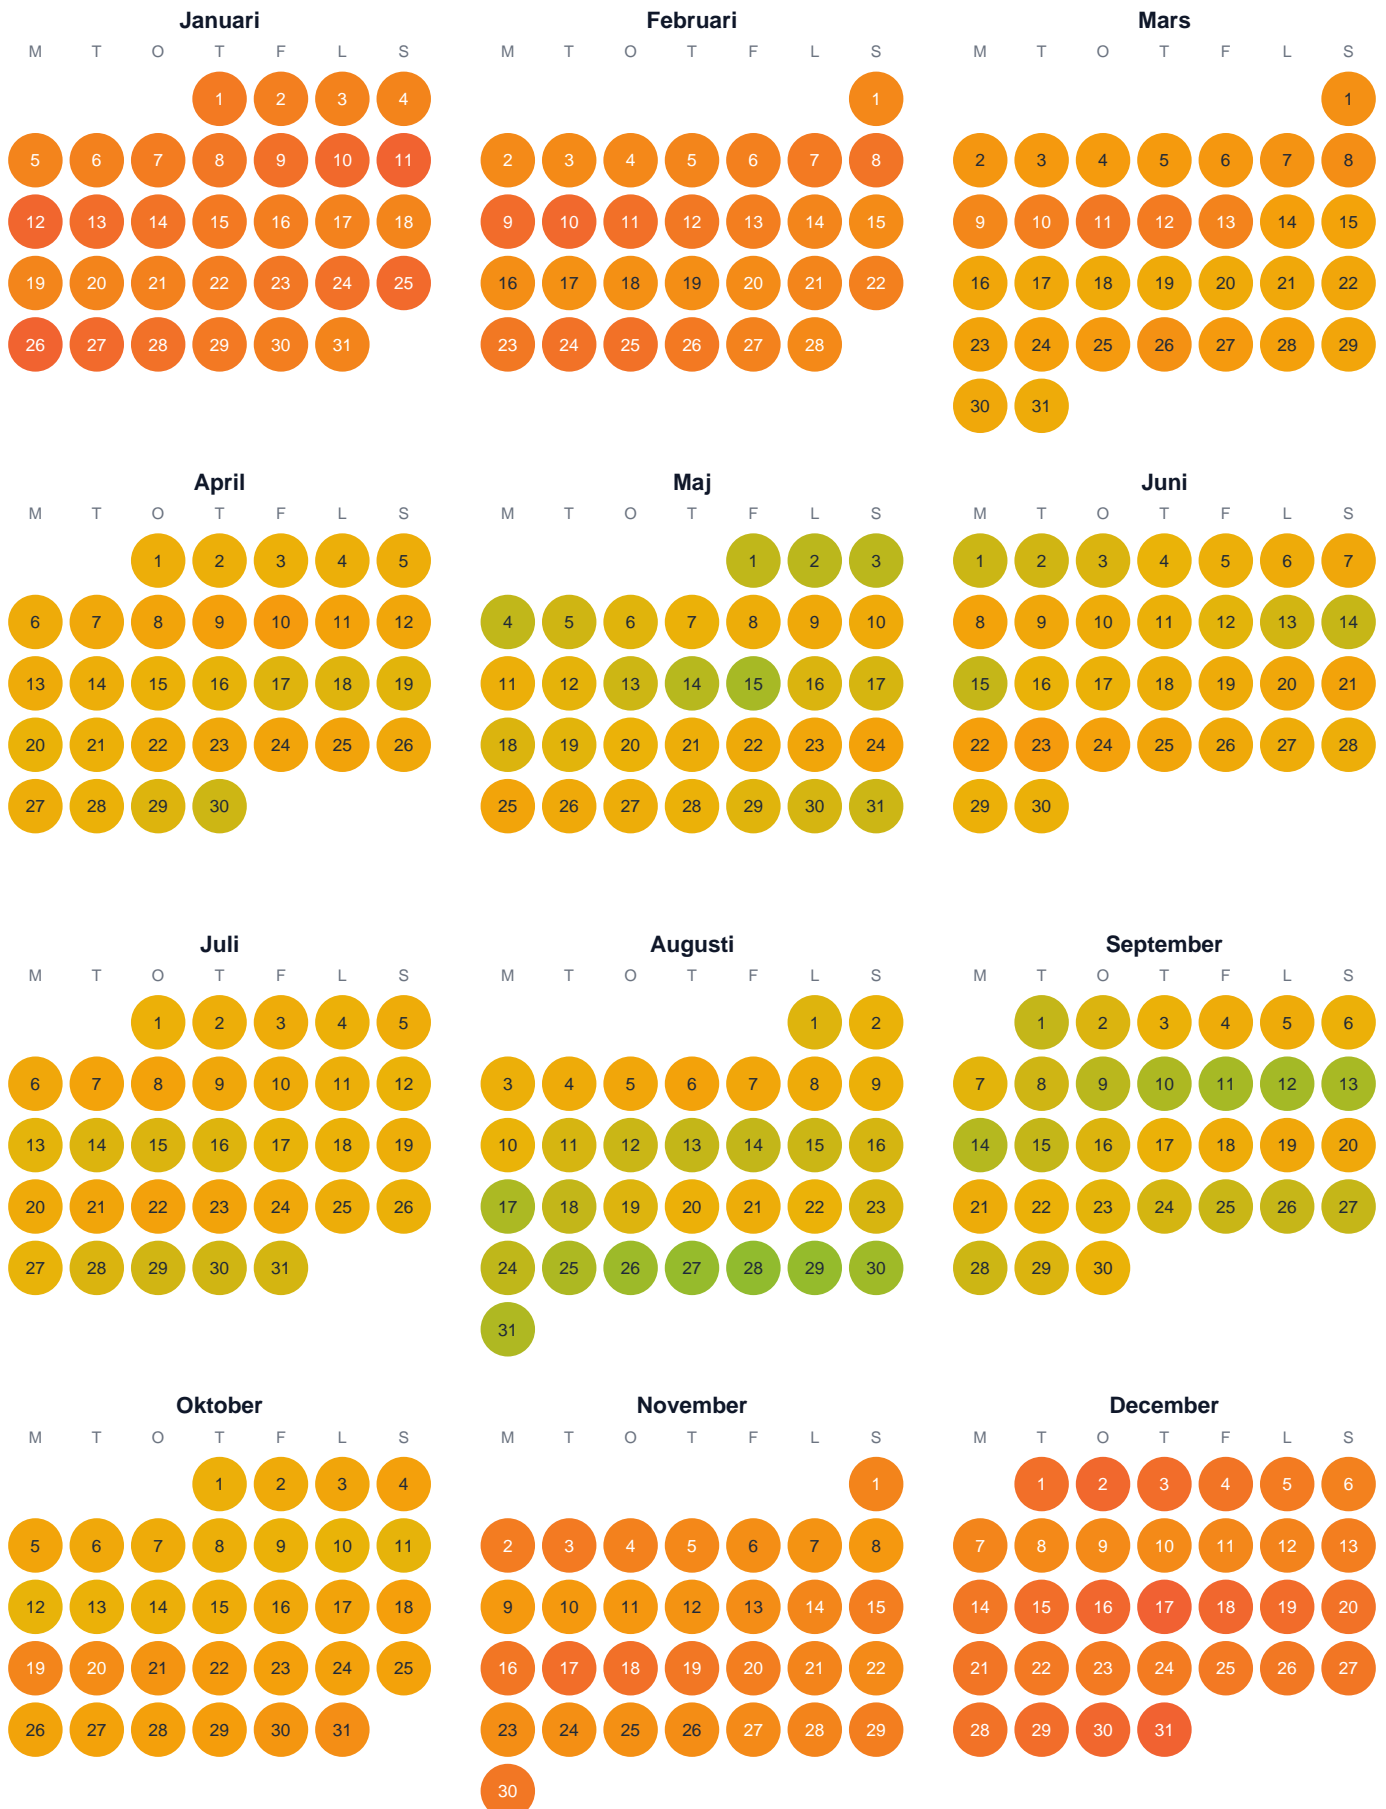 Januari
M T O T F L S
1 2 3 4
5 6 7 8 9 10 11
12 13 14 15 16 17 18
19 20 21 22 23 24 25
26 27 28 29 30 31
Februari
M T O T F L S
1
2 3 4 5 6 7 8
9 10 11 12 13 14 15
16 17 18 19 20 21 22
23 24 25 26 27 28
Mars
M T O T F L S
1
2 3 4 5 6 7 8
9 10 11 12 13 14 15
16 17 18 19 20 21 22
23 24 25 26 27 28 29
30 31
April
M T O T F L S
1 2 3 4 5
6 7 8 9 10 11 12
13 14 15 16 17 18 19
20 21 22 23 24 25 26
27 28 29 30
Maj
M T O T F L S
1 2 3
4 5 6 7 8 9 10
11 12 13 14 15 16 17
18 19 20 21 22 23 24
25 26 27 28 29 30 31
Juni
M T O T F L S
1 2 3 4 5 6 7
8 9 10 11 12 13 14
15 16 17 18 19 20 21
22 23 24 25 26 27 28
29 30
Juli
M T O T F L S
1 2 3 4 5
6 7 8 9 10 11 12
13 14 15 16 17 18 19
20 21 22 23 24 25 26
27 28 29 30 31
Augusti
M T O T F L S
1 2
3 4 5 6 7 8 9
10 11 12 13 14 15 16
17 18 19 20 21 22 23
24 25 26 27 28 29 30
31
September
M T O T F L S
1 2 3 4 5 6
7 8 9 10 11 12 13
14 15 16 17 18 19 20
21 22 23 24 25 26 27
28 29 30
Oktober
M T O T F L S
1 2 3 4
5 6 7 8 9 10 11
12 13 14 15 16 17 18
19 20 21 22 23 24 25
26 27 28 29 30 31
November
M T O T F L S
1
2 3 4 5 6 7 8
9 10 11 12 13 14 15
16 17 18 19 20 21 22
23 24 25 26 27 28 29
30
December
M T O T F L S
1 2 3 4 5 6
7 8 9 10 11 12 13
14 15 16 17 18 19 20
21 22 23 24 25 26 27
28 29 30 31